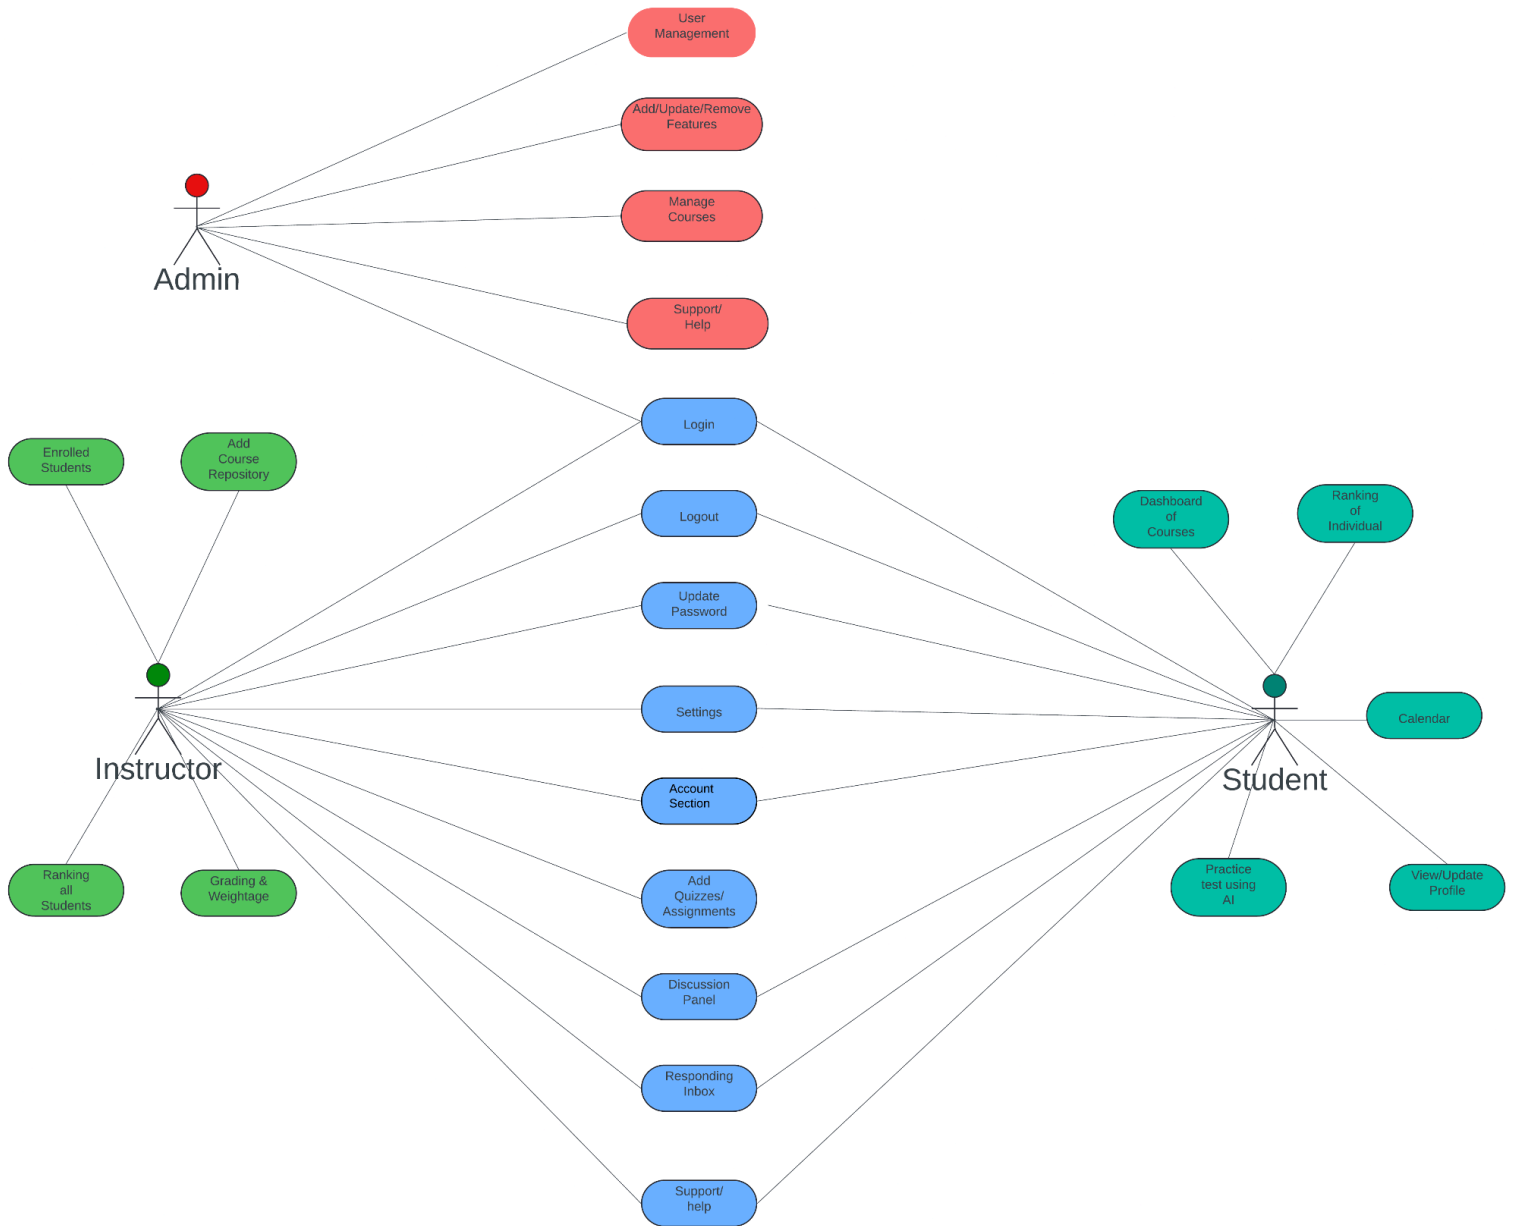 User
Management
Add/Update/Remove
Features
Manage
Courses
Admin
Support/
Help
Login
Enrolled
Students
Add
Course
Repository
Logout
Dashboard
of
Courses
Ranking
of
Individual
Update
Password
Settings
Calendar
Instructor
Student
Account
Section
Ranking
all
Students
Grading &
Weightage
Add
Quizzes/
Assignments
Practice
test using
AI
View/Update
Profile
Discussion
Panel
Responding
Inbox
Support/
help